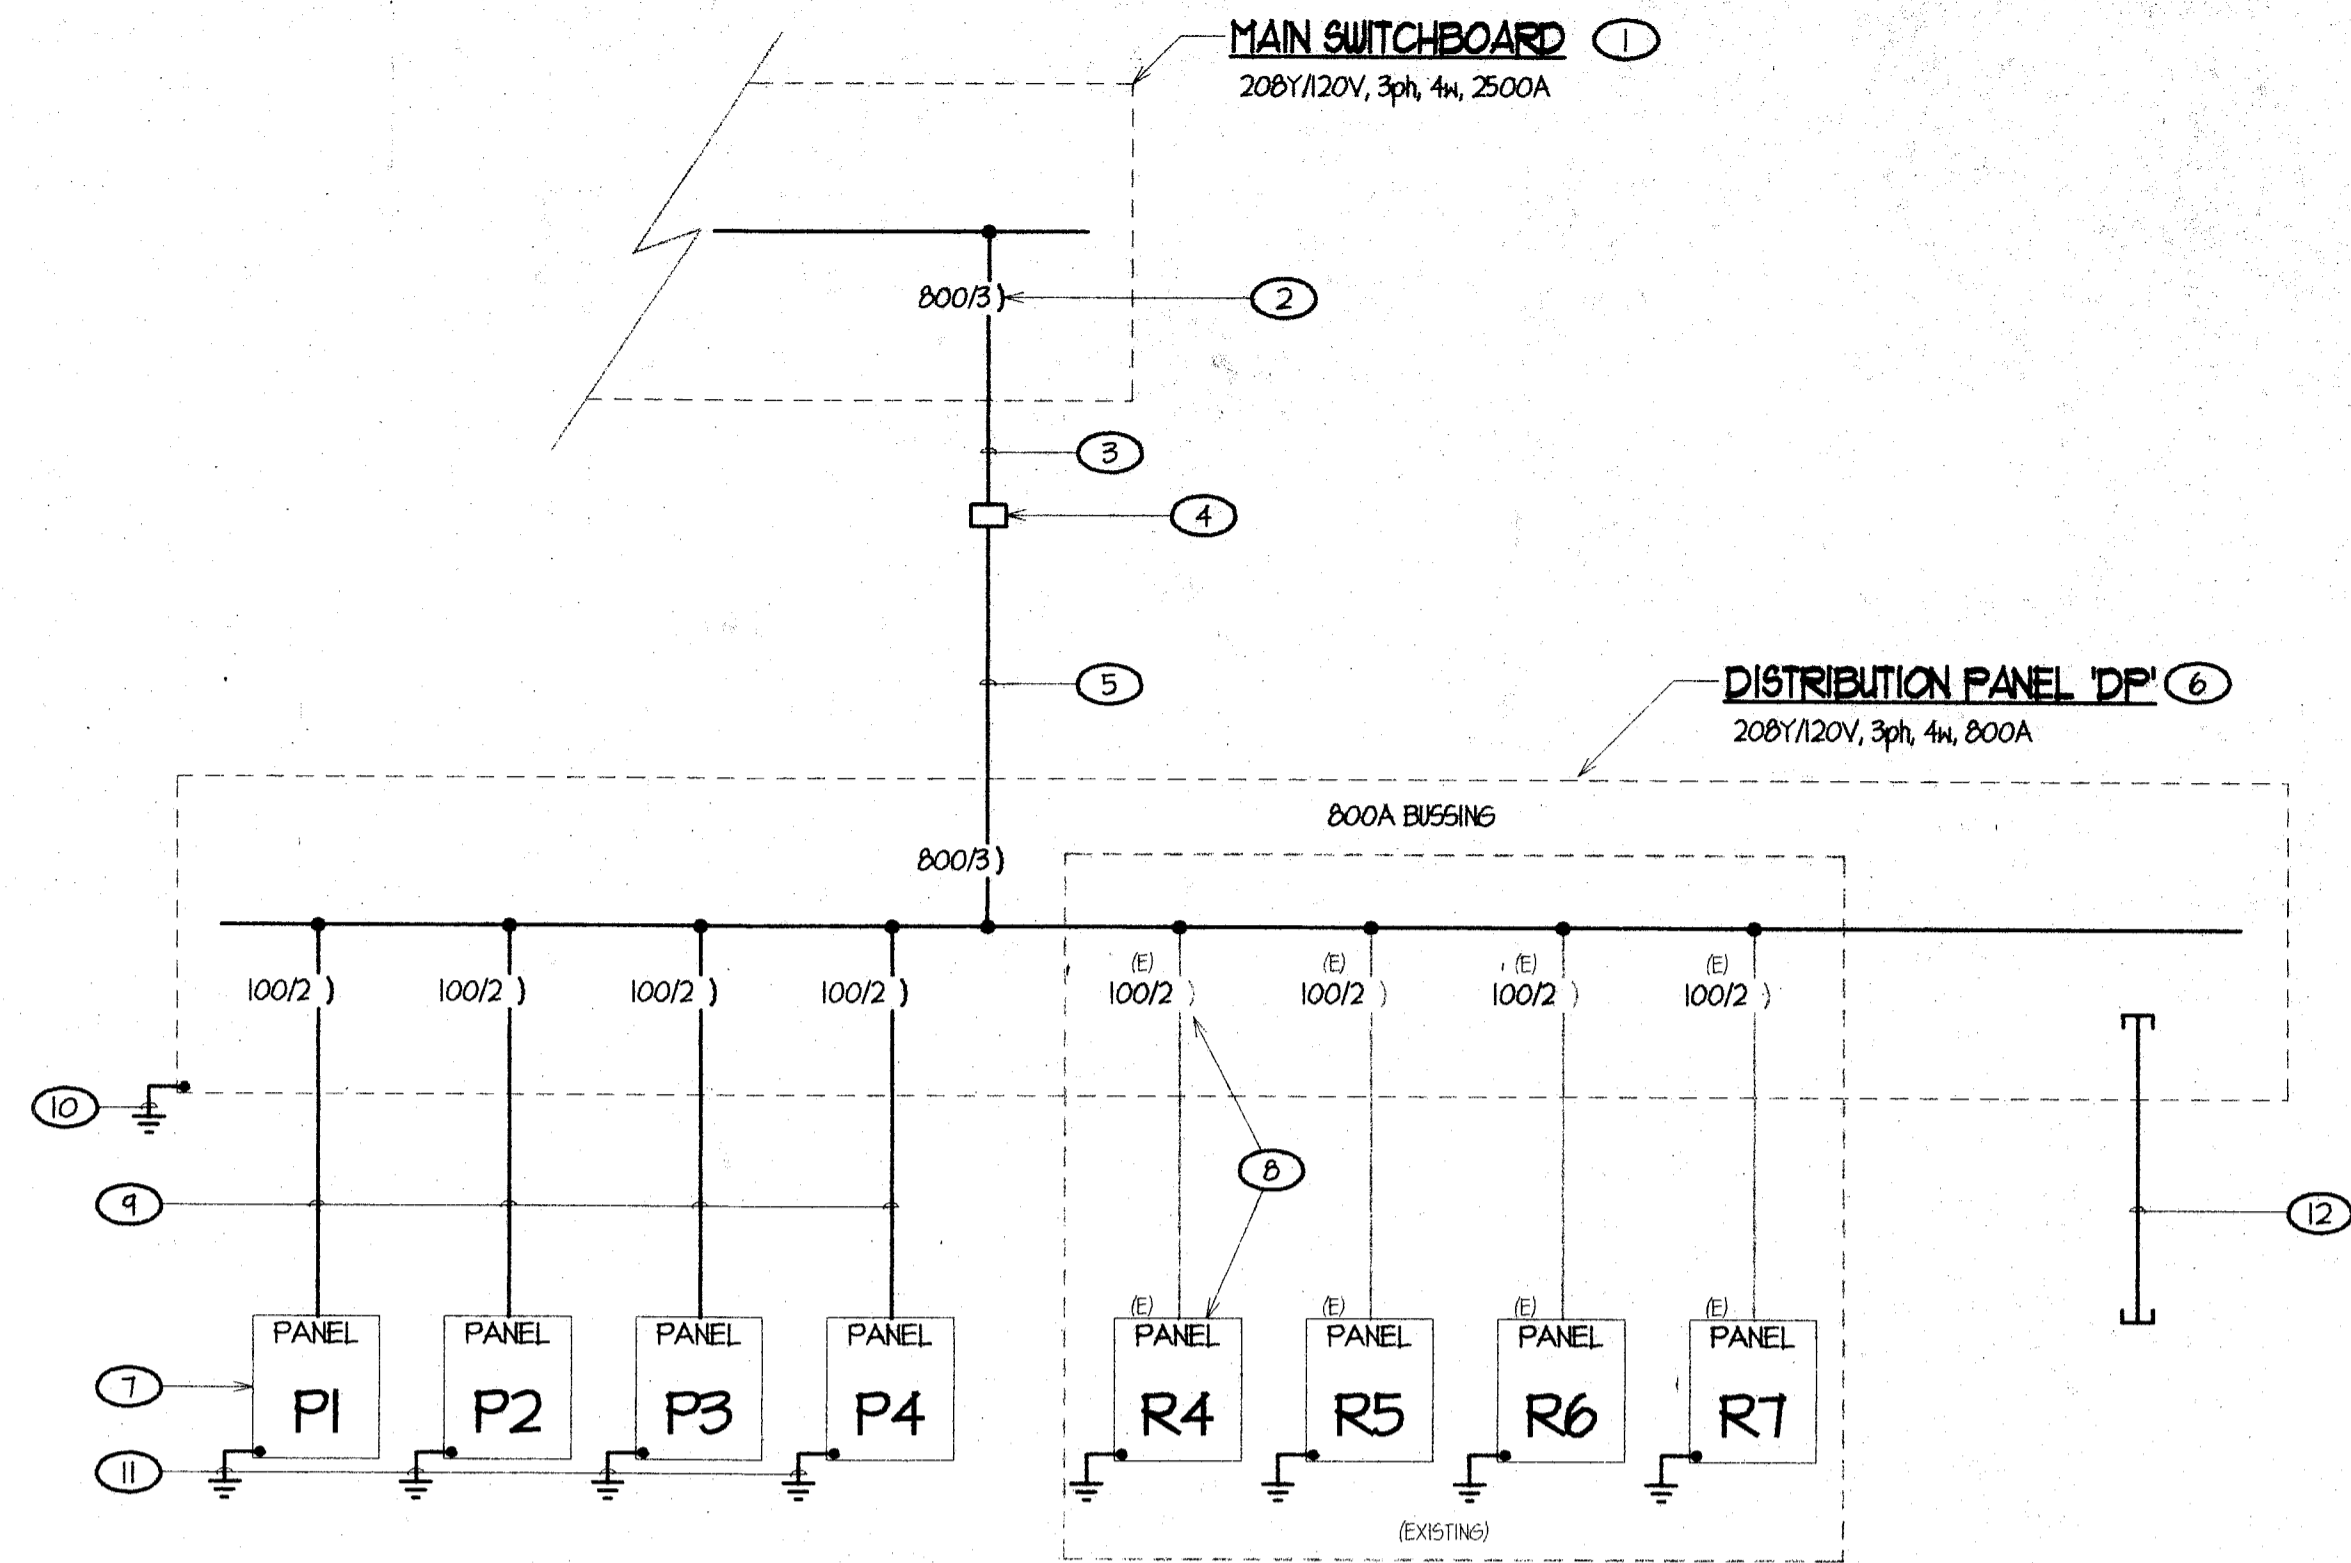 MAIN SWITCHBOARD 1
208Y/120V, 3ph, 4w, 2500A
800/3 ) 2
3
4
5
DISTRIBUTION PANEL 'DP' 6
208Y/120V, 3ph, 4w, 800A
800A BUSSING
800/3 )
(E) (E) (E) (E)
100/2 ) 100/2 ) 100/2 ) 100/2 ) 100/2 ) 100/2 ) 100/2 ) 100/2 )
10
8
9
12
(E) (E) (E) (E)
PANEL PANEL PANEL PANEL PANEL PANEL PANEL PANEL
7
P1 P2 P3 P4 R4 R5 R6 R7
11
(EXISTING)